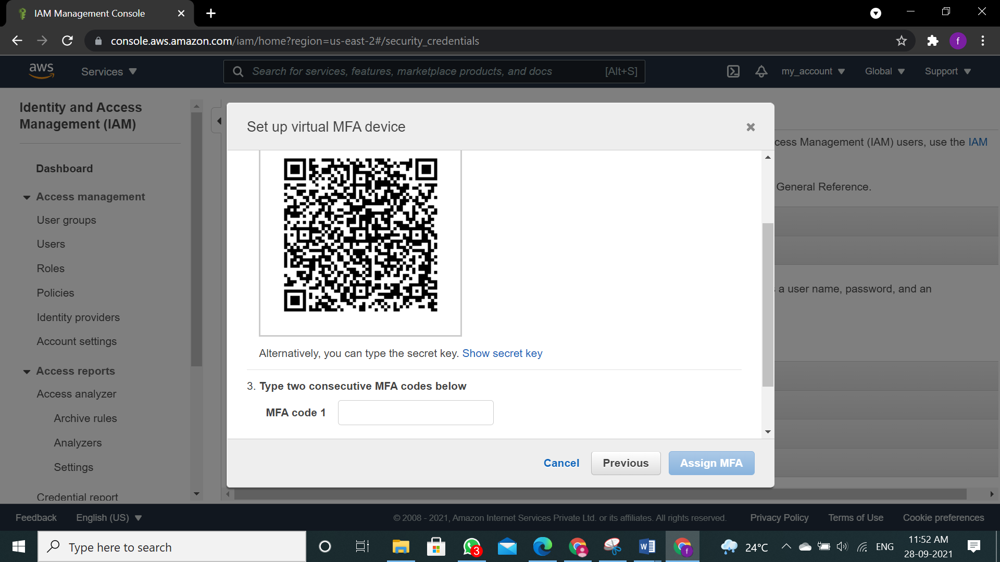 IAM Management Console
console.aws.amazon.com/iam/home?region=us-east-2#/security_credentials
aws
Services
Search for services, features, marketplace products, and docs [Alt+S]
my_account
Global
Support
Identity and Access
Management (IAM)
Dashboard
Access management
User groups
Users
Roles
Policies
Identity providers
Account settings
Access reports
Access analyzer
Archive rules
Analyzers
Settings
Credential report
Set up virtual MFA device
cess Management (IAM) users, use the IAM
General Reference.
a user name, password, and an
Alternatively, you can type the secret key. Show secret key
3. Type two consecutive MFA codes below
MFA code 1
Cancel
Previous
Assign MFA
Feedback
English (US)
© 2008 - 2021, Amazon Internet Services Private Ltd. or its affiliates. All rights reserved.
Privacy Policy
Terms of Use
Cookie preferences
Type here to search
3
W
f
24°C
ENG
11:52 AM
28-09-2021